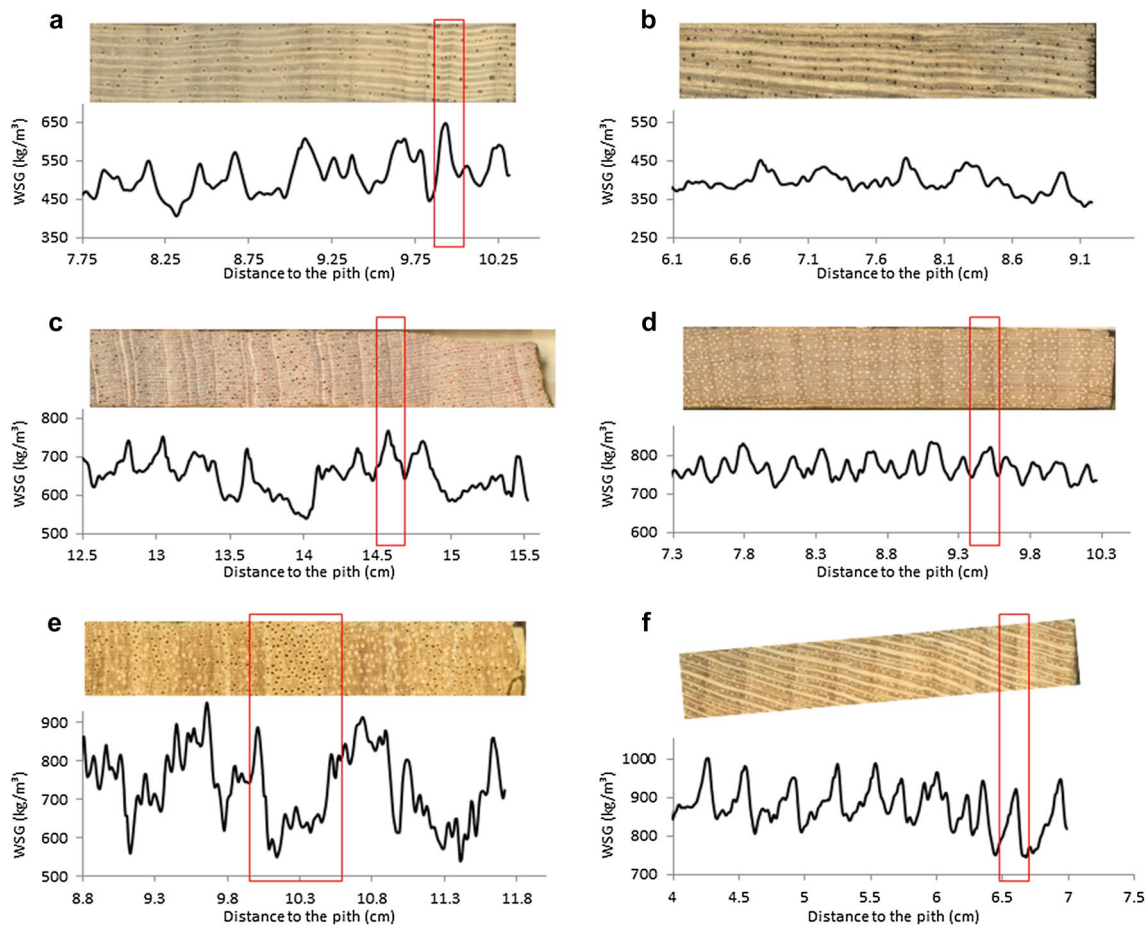 a
WSG (kg/m³)
650
550
450
350
7.75 8.25 8.75 9.25 9.75 10.25
Distance to the pith (cm)
b
WSG (kg/m³)
550
450
350
250
6.1 6.6 7.1 7.6 8.1 8.6 9.1
Distance to the pith (cm)
c
WSG (kg/m³)
800
700
600
500
12.5 13 13.5 14 14.5 15 15.5
Distance to the pith (cm)
d
WSG (kg/m³)
800
700
600
7.3 7.8 8.3 8.8 9.3 9.8 10.3
Distance to the pith (cm)
e
WSG (kg/m³)
900
800
700
600
500
8.8 9.3 9.8 10.3 10.8 11.3 11.8
Distance to the pith (cm)
f
WSG (kg/m³)
1000
900
800
700
4 4.5 5 5.5 6 6.5 7 7.5
Distance to the pith (cm)